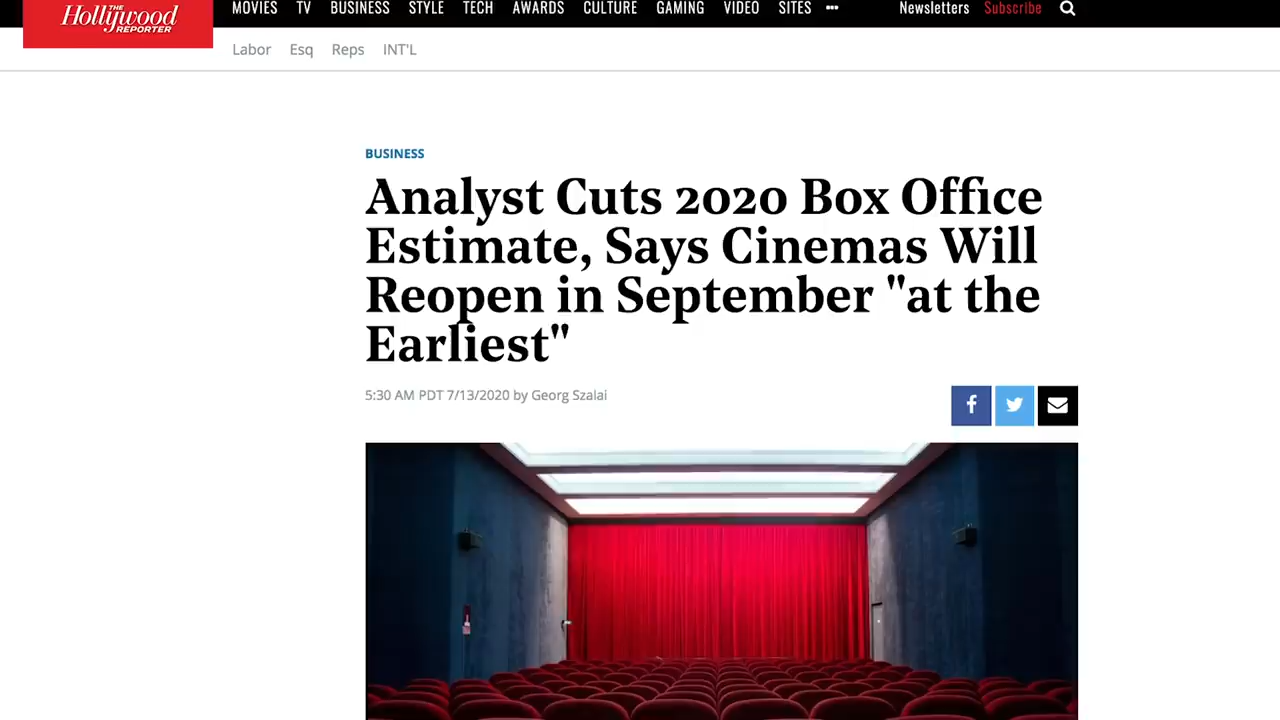 THE
Hollywood
REPORTER
MOVIES TV BUSINESS STYLE TECH AWARDS CULTURE GAMING VIDEO SITES ••• Newsletters Subscribe
Labor Esq Reps INT'L
BUSINESS
Analyst Cuts 2020 Box Office
Estimate, Says Cinemas Will
Reopen in September "at the
Earliest"
5:30 AM PDT 7/13/2020 by Georg Szalai